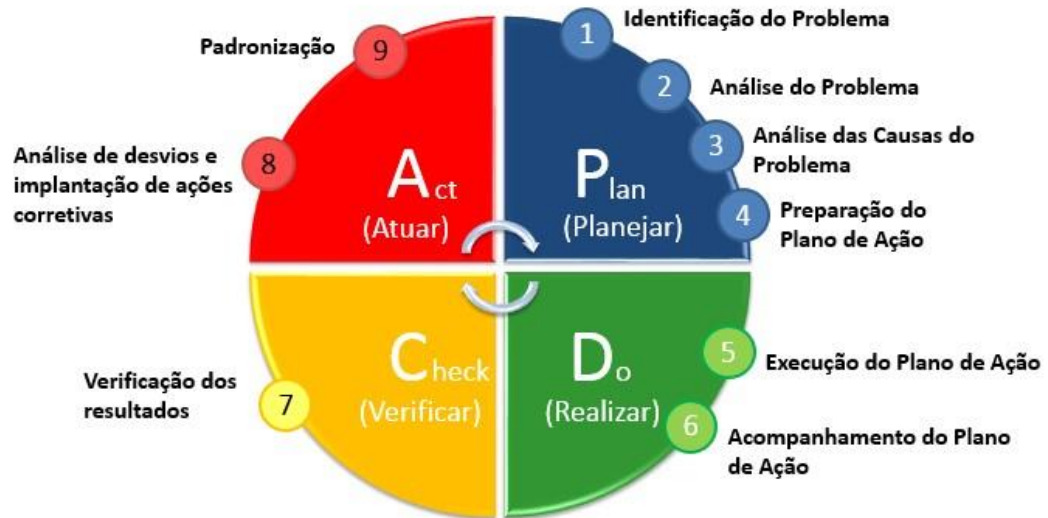 1
Identificação do Problema
2
Análise do Problema
3
Análise das Causas do
Problema
4
Preparação do
Plano de Ação
Plan
(Planejar)
5
Execução do Plano de Ação
6
Acompanhamento do Plano
de Ação
Do
(Realizar)
7
Verificação dos
resultados
Check
(Verificar)
8
Análise de desvios e
implantação de ações
corretivas
9
Padronização
Act
(Atuar)